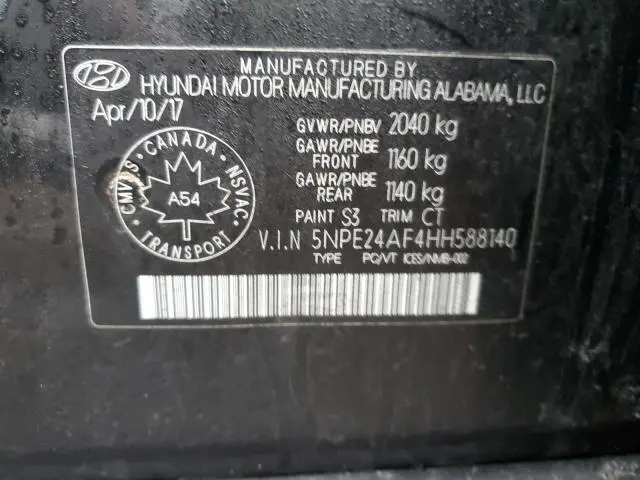 MANUFACTURED BY
HYUNDAI MOTOR MANUFACTURING ALABAMA, LLC
Apr/10/17
GVWR/PNBV 2040 kg
GAWR/PNBE FRONT 1160 kg
GAWR/PNBE REAR 1140 kg
PAINT S3 TRIM CT
V.I.N 5NPE24AF4HH588140
TYPE PC/VT ICES/NMB-002
CANADA
CMVSS
NSVAC
A54
TRANSPORT